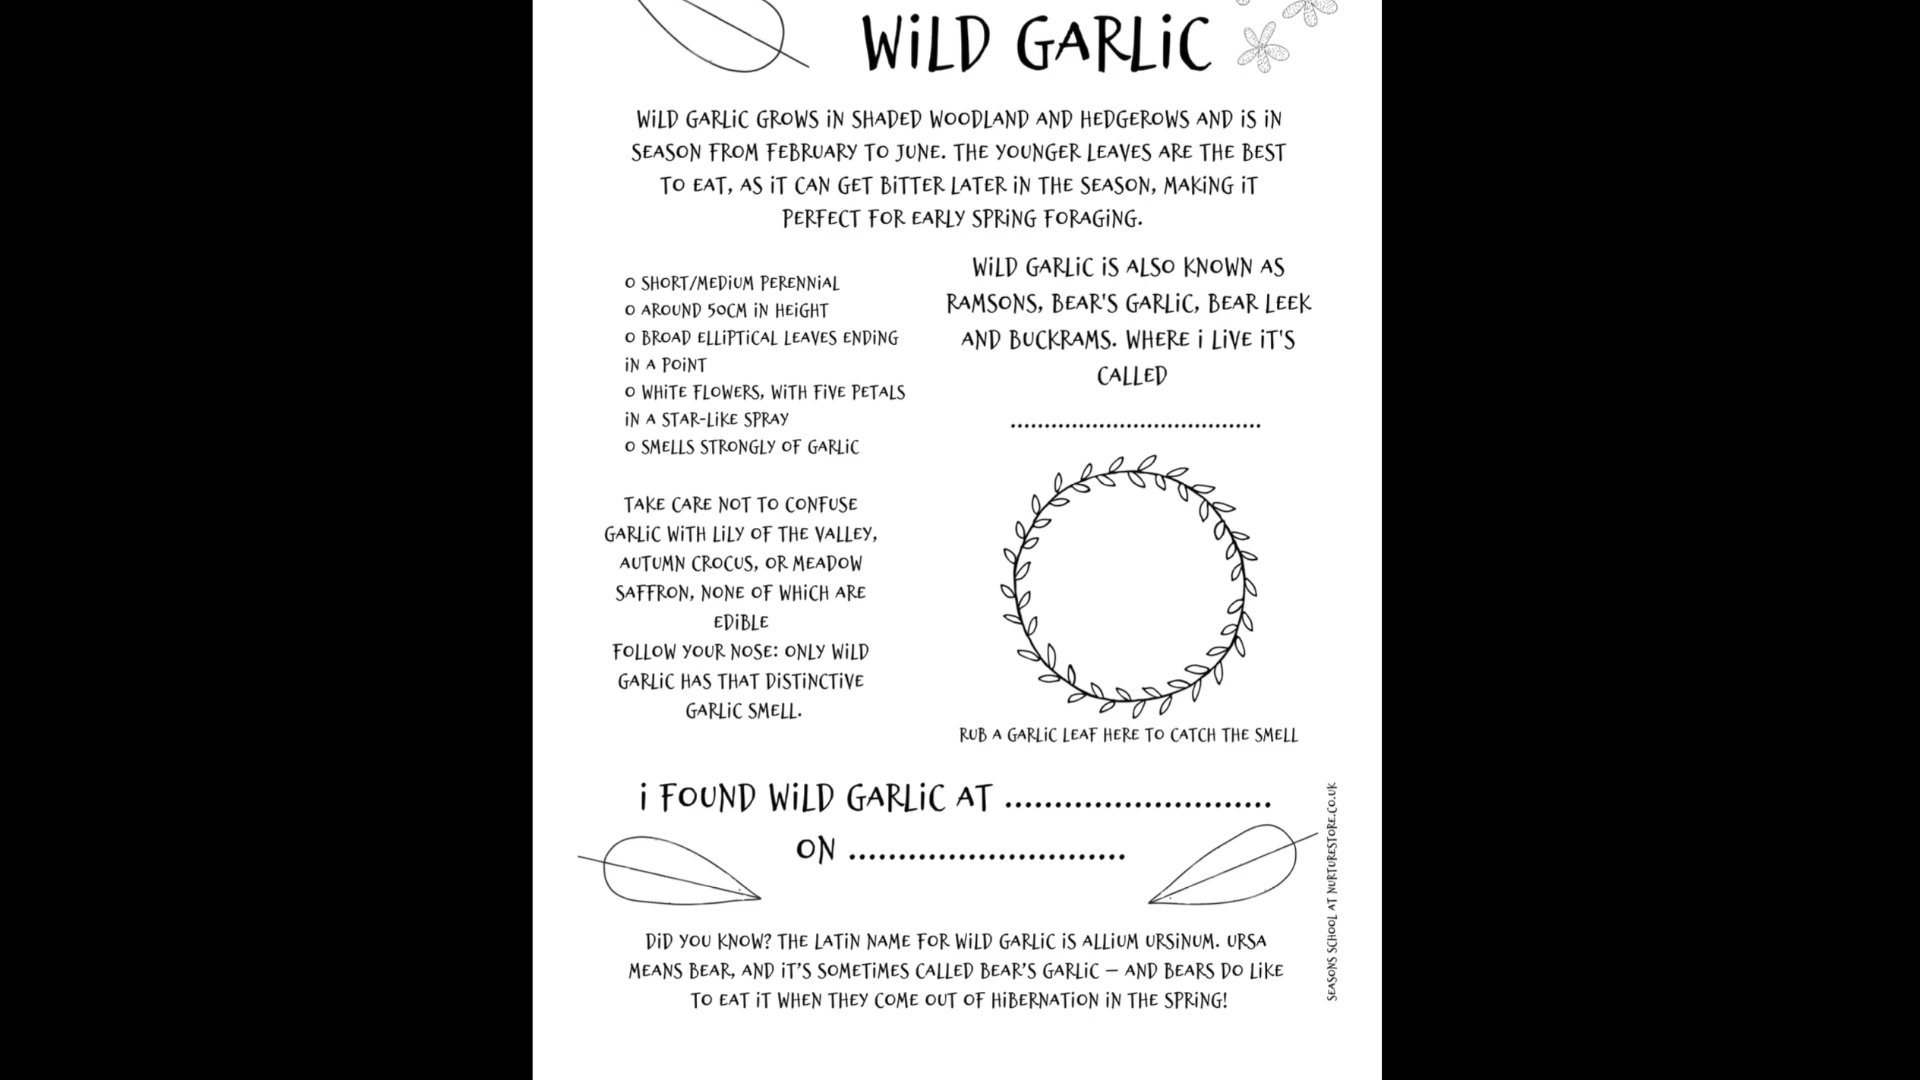 WiLD GARLiC
WiLD GARLiC GROWS iN SHADED WOODLAND AND HEDGEROWS AND iS iN
SEASON FROM FEBRUARY TO JUNE. THE YOUNGER LEAVES ARE THE BEST
TO EAT, AS iT CAN GET BiTTER LATER iN THE SEASON, MAKiNG iT
PERFECT FOR EARLY SPRiNG FORAGiNG.
o SHORT/MEDiUM PERENNiAL
o AROUND 50CM iN HEiGHT
o BROAD ELLiPTiCAL LEAVES ENDiNG
iN A POiNT
o WHiTE FLOWERS, WiTH FiVE PETALS
iN A STAR-LiKE SPRAY
o SMELLS STRONGLY OF GARLiC
TAKE CARE NOT TO CONFUSE
GARLiC WiTH LiLY OF THE VALLEY,
AUTUMN CROCUS, OR MEADOW
SAFFRON, NONE OF WHiCH ARE
EDiBLE
FOLLOW YOUR NOSE: ONLY WiLD
GARLiC HAS THAT DiSTiNCTiVE
GARLiC SMELL.
WiLD GARLiC iS ALSO KNOWN AS
RAMSONS, BEAR'S GARLiC, BEAR LEEK
AND BUCKRAMS. WHERE i LiVE iT'S
CALLED
.....................................
RUB A GARLiC LEAF HERE TO CATCH THE SMELL
i FOUND WiLD GARLiC AT ...........................
ON ............................
SEASONS SCHOOL AT NURTURESTORE.CO.UK
DiD YOU KNOW? THE LATiN NAME FOR WiLD GARLiC iS ALLiUM URSiNUM. URSA
MEANS BEAR, AND iT’S SOMETiMES CALLED BEAR’S GARLiC – AND BEARS DO LiKE
TO EAT iT WHEN THEY COME OUT OF HiBERNATiON iN THE SPRiNG!